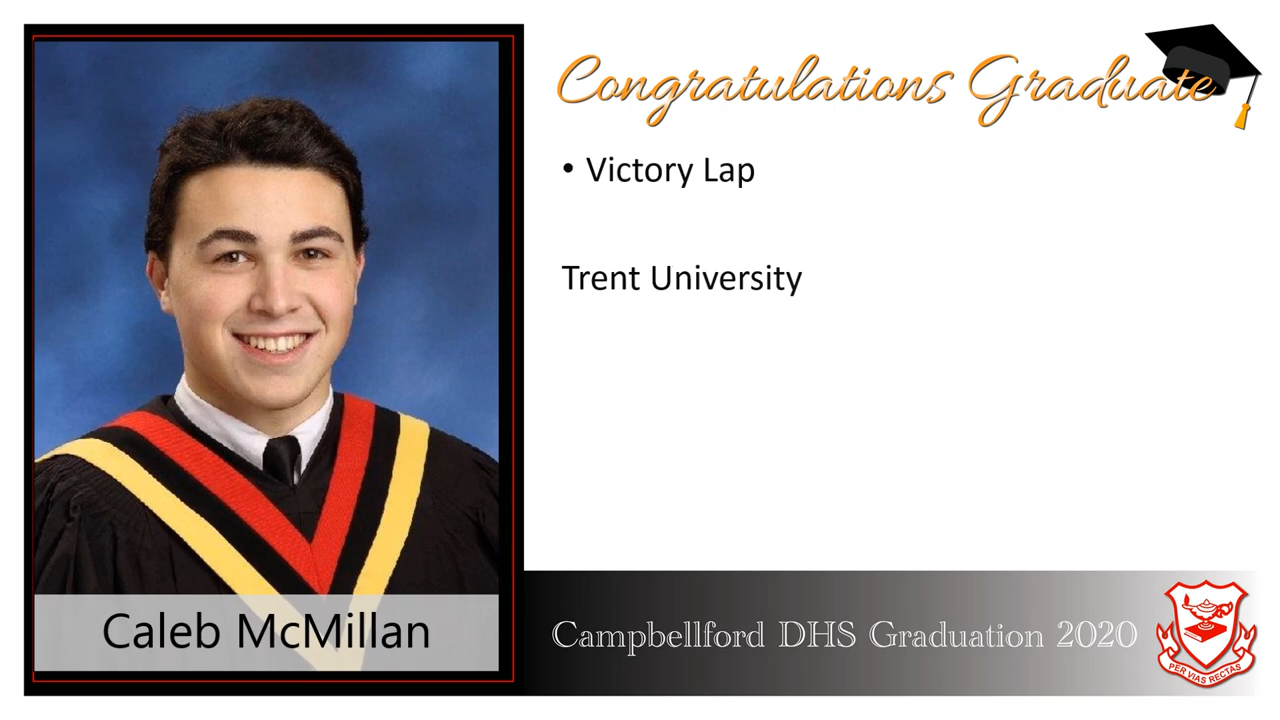 Congratulations Graduate
• Victory Lap
Trent University
Caleb McMillan
Campbellford DHS Graduation 2020
PER VIAS RECTAS